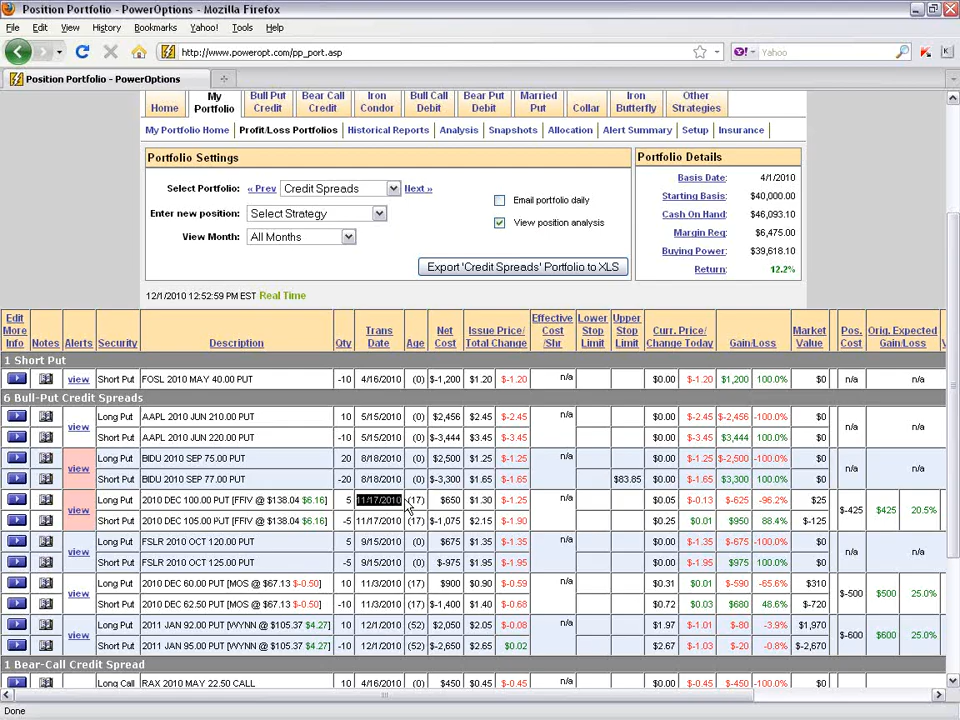 Position Portfolio - PowerOptions - Mozilla Firefox
File Edit View History Bookmarks Yahoo! Tools Help
http://www.poweropt.com/pp_port.asp Yahoo
Position Portfolio - PowerOptions
Home My Portfolio Bull Put Credit Bear Call Credit Iron Condor Bull Call Debit Bear Put Debit Married Put Collar Iron Butterfly Other Strategies
My Portfolio Home Profit/Loss Portfolios Historical Reports Analysis Snapshots Allocation Alert Summary Setup Insurance
Portfolio Settings
Select Portfolio: « Prev Credit Spreads Next »
Enter new position: Select Strategy
View Month: All Months
Email portfolio daily
View position analysis
Export 'Credit Spreads' Portfolio to XLS
Portfolio Details
Basis Date: 4/1/2010
Starting Basis: $40,000.00
Cash On Hand: $46,093.10
Margin Req: $6,475.00
Buying Power: $39,618.10
Return: 12.2%
12/1/2010 12:52:59 PM EST Real Time
Edit More Info Notes Alerts Security Description Qty Trans Date Age Net Cost Issue Price/ Total Change Effective Cost /Shr Lower Stop Limit Upper Stop Limit Curr. Price/ Change Today Gain/Loss Market Value Pos. Cost Orig. Expected Gain/Loss
1 Short Put
view Short Put FOSL 2010 MAY 40.00 PUT -10 4/16/2010 (0) $-1,200 $1.20 $-1.20 n/a $0.00 $-1.20 $1,200 100.0% $0 n/a n/a
6 Bull-Put Credit Spreads
view Long Put AAPL 2010 JUN 210.00 PUT 10 5/15/2010 (0) $2,456 $2.45 $-2.45 n/a $0.00 $-2.45 $-2,456 -100.0% $0 n/a n/a
Short Put AAPL 2010 JUN 220.00 PUT -10 5/15/2010 (0) $-3,444 $3.45 $-3.45 $0.00 $-3.45 $3,444 100.0% $0
view Long Put BIDU 2010 SEP 75.00 PUT 20 8/18/2010 (0) $2,500 $1.25 $-1.25 n/a $0.00 $-1.25 $-2,500 -100.0% $0 n/a n/a
Short Put BIDU 2010 SEP 77.00 PUT -20 8/18/2010 (0) $-3,300 $1.65 $-1.65 $83.85 $0.00 $-1.65 $3,300 100.0% $0
view Long Put 2010 DEC 100.00 PUT [FFIV @ $138.04 $6.16] 5 11/17/2010 (17) $650 $1.30 $-1.25 n/a $0.05 $-0.13 $-625 -96.2% $25 $-425 $425 20.5%
Short Put 2010 DEC 105.00 PUT [FFIV @ $138.04 $6.16] -5 11/17/2010 (17) $-1,075 $2.15 $-1.90 $0.25 $0.01 $950 88.4% $-125
view Long Put FSLR 2010 OCT 120.00 PUT 5 9/15/2010 (0) $675 $1.35 $-1.35 n/a $0.00 $-1.35 $-675 -100.0% $0 n/a n/a
Short Put FSLR 2010 OCT 125.00 PUT -5 9/15/2010 (0) $-975 $1.95 $-1.95 $0.00 $-1.95 $975 100.0% $0
view Long Put 2010 DEC 60.00 PUT [MOS @ $67.13 $-0.50] 10 11/3/2010 (17) $900 $0.90 $-0.59 n/a $0.31 $0.01 $-590 -65.6% $310 $-500 $500 25.0%
Short Put 2010 DEC 62.50 PUT [MOS @ $67.13 $-0.50] -10 11/3/2010 (17) $-1,400 $1.40 $-0.68 $0.72 $0.03 $680 48.6% $-720
view Long Put 2011 JAN 92.00 PUT [WYNN @ $105.37 $4.27] 10 12/1/2010 (52) $2,050 $2.05 $-0.08 n/a $1.97 $-1.01 $-80 -3.9% $1,970 $-600 $600 25.0%
Short Put 2011 JAN 95.00 PUT [WYNN @ $105.37 $4.27] -10 12/1/2010 (52) $-2,650 $2.65 $0.02 $2.67 $-1.03 $-20 -0.8% $-2,670
1 Bear-Call Credit Spread
Long Call RAX 2010 MAY 22.50 CALL 10 4/16/2010 (0) $450 $0.45 $-0.45 n/a $0.00 $-0.45 $-450 -100.0% $0
Done